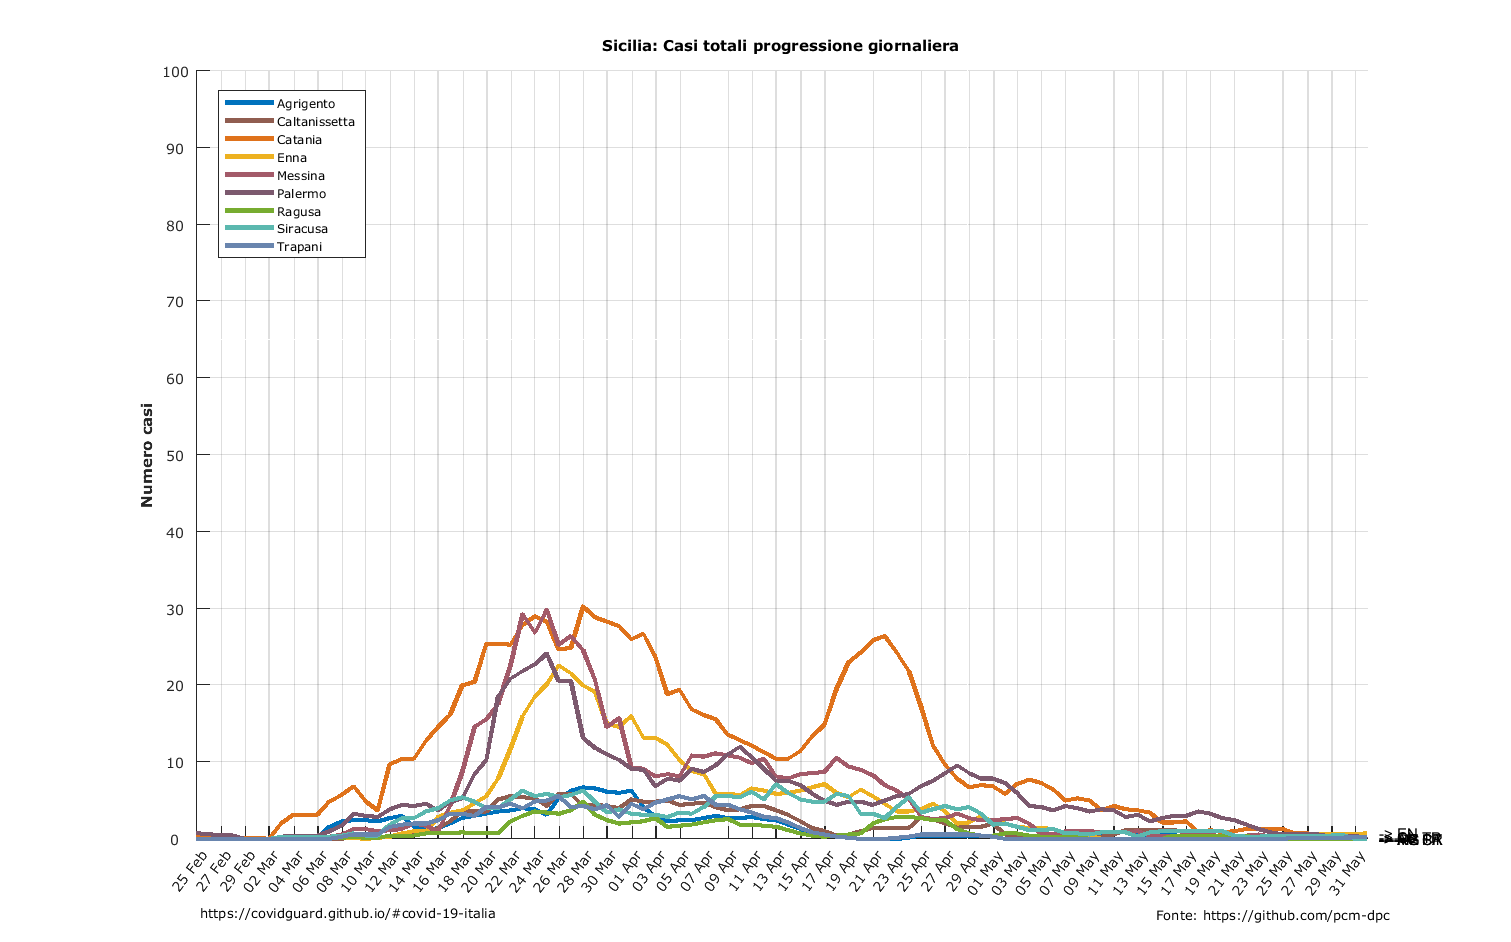 Sicilia: Casi totali progressione giornaliera
Numero casi
100
90
80
70
60
50
40
30
20
10
0
Agrigento
Caltanissetta
Catania
Enna
Messina
Palermo
Ragusa
Siracusa
Trapani
25 Feb
27 Feb
29 Feb
02 Mar
04 Mar
06 Mar
08 Mar
10 Mar
12 Mar
14 Mar
16 Mar
18 Mar
20 Mar
22 Mar
24 Mar
26 Mar
28 Mar
30 Mar
01 Apr
03 Apr
05 Apr
07 Apr
09 Apr
11 Apr
13 Apr
15 Apr
17 Apr
19 Apr
21 Apr
23 Apr
25 Apr
27 Apr
29 Apr
01 May
03 May
05 May
07 May
09 May
11 May
13 May
15 May
17 May
19 May
21 May
23 May
25 May
27 May
29 May
31 May
https://covidguard.github.io/#covid-19-italia
Fonte: https://github.com/pcm-dpc